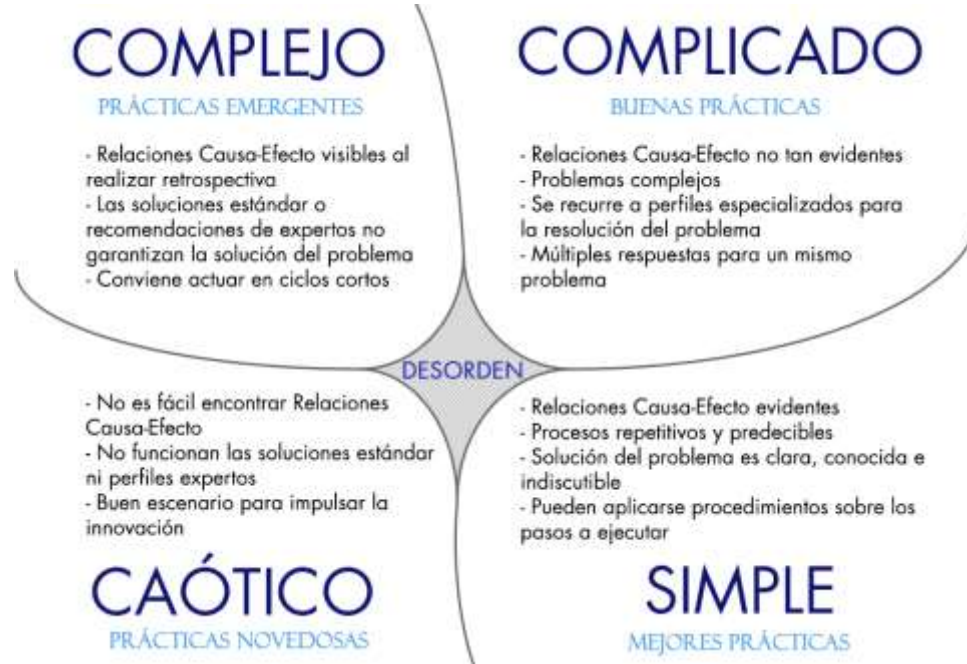 COMPLEJO
PRÁCTICAS EMERGENTES
- Relaciones Causa-Efecto visibles al
realizar retrospectiva
- Las soluciones estándar o
recomendaciones de expertos no
garantizan la solución del problema
- Conviene actuar en ciclos cortos
COMPLICADO
BUENAS PRÁCTICAS
- Relaciones Causa-Efecto no tan evidentes
- Problemas complejos
- Se recurre a perfiles especializados para
la resolución del problema
- Múltiples respuestas para un mismo
problema
DESORDEN
- No es fácil encontrar Relaciones
Causa-Efecto
- No funcionan las soluciones estándar
ni perfiles expertos
- Buen escenario para impulsar la
innovación
CAÓTICO
PRÁCTICAS NOVEDOSAS
- Relaciones Causa-Efecto evidentes
- Procesos repetitivos y predecibles
- Solución del problema es clara, conocida e
indiscutible
- Pueden aplicarse procedimientos sobre los
pasos a ejecutar
SIMPLE
MEJORES PRÁCTICAS